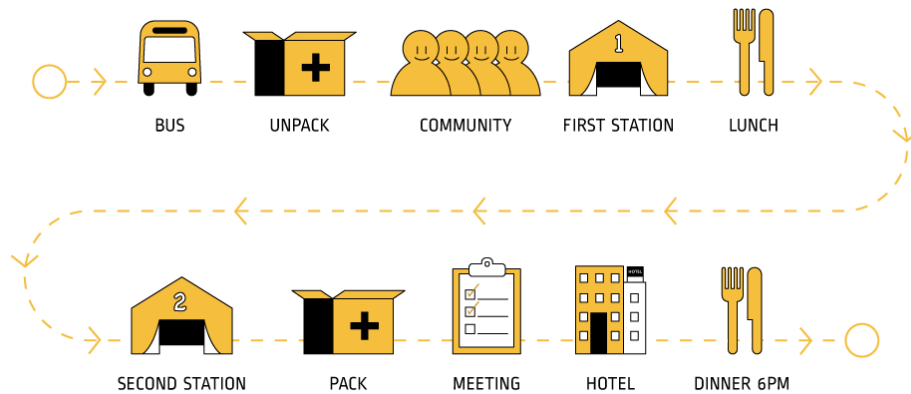 BUS
UNPACK
COMMUNITY
1
FIRST STATION
LUNCH
2
SECOND STATION
PACK
MEETING
HOTEL
HOTEL
DINNER 6PM